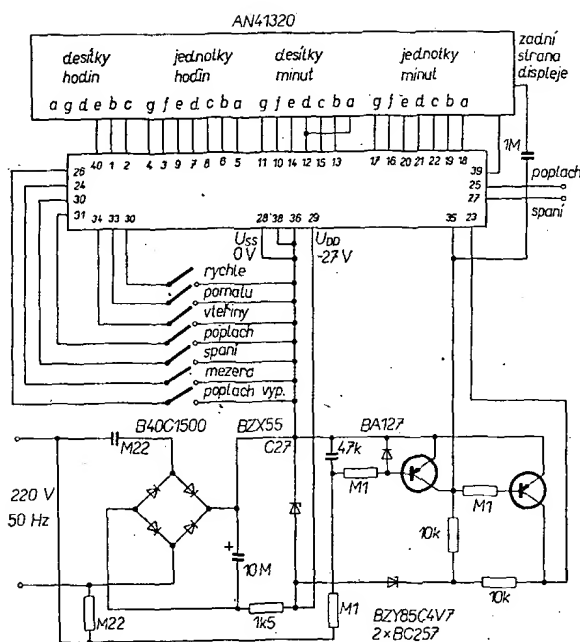 AN41320
desítky hodin
jednotky hodin
desítky minut
jednotky minut
zadní strana displeje
a g d e b c
g f e d c b a
g f e d c b a
g f e d c b a
1M
40 1 2
4 3 9 7 8 6 5
11 10 14 12 15 13
17 16 20 21 22 19 18
39
26
24
30
31
25
27
poplach
spaní
34 33 30
28 38 36 29
35
23
USS
0 V
UDD
-27 V
rychle
pomalu
vteřiny
poplach
spaní
mezera
poplach vyp.
B40C1500
BZX55
C27
BA127
M22
47k
M1
M1
220 V
50 Hz
10k
10M
10k
M22
1k5
M1
BZY85C4V7
2×BC257